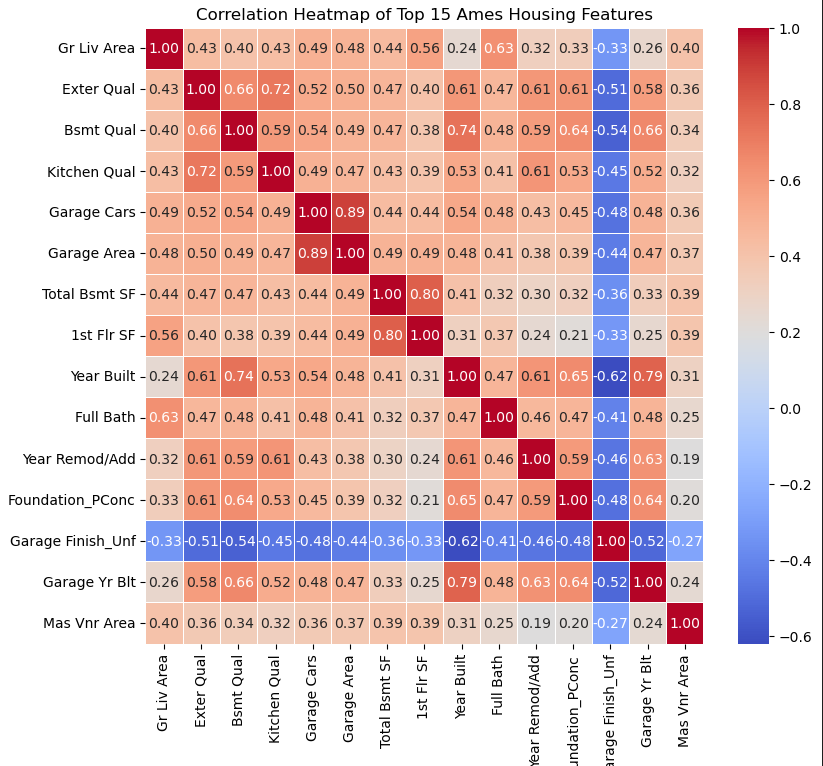 Correlation Heatmap of Top 15 Ames Housing Features
Gr Liv Area 1.00 0.43 0.40 0.43 0.49 0.48 0.44 0.56 0.24 0.63 0.32 0.33 -0.33 0.26 0.40
Exter Qual 0.43 1.00 0.66 0.72 0.52 0.50 0.47 0.40 0.61 0.47 0.61 0.61 -0.51 0.58 0.36
Bsmt Qual 0.40 0.66 1.00 0.59 0.54 0.49 0.47 0.38 0.74 0.48 0.59 0.64 -0.54 0.66 0.34
Kitchen Qual 0.43 0.72 0.59 1.00 0.49 0.47 0.43 0.39 0.53 0.41 0.61 0.53 -0.45 0.52 0.32
Garage Cars 0.49 0.52 0.54 0.49 1.00 0.89 0.44 0.44 0.54 0.48 0.43 0.45 -0.48 0.48 0.36
Garage Area 0.48 0.50 0.49 0.47 0.89 1.00 0.49 0.49 0.48 0.41 0.38 0.39 -0.44 0.47 0.37
Total Bsmt SF 0.44 0.47 0.47 0.43 0.44 0.49 1.00 0.80 0.41 0.32 0.30 0.32 -0.36 0.33 0.39
1st Flr SF 0.56 0.40 0.38 0.39 0.44 0.49 0.80 1.00 0.31 0.37 0.24 0.21 -0.33 0.25 0.39
Year Built 0.24 0.61 0.74 0.53 0.54 0.48 0.41 0.31 1.00 0.47 0.61 0.65 -0.62 0.79 0.31
Full Bath 0.63 0.47 0.48 0.41 0.48 0.41 0.32 0.37 0.47 1.00 0.46 0.47 -0.41 0.48 0.25
Year Remod/Add 0.32 0.61 0.59 0.61 0.43 0.38 0.30 0.24 0.61 0.46 1.00 0.59 -0.46 0.63 0.19
Foundation_PConc 0.33 0.61 0.64 0.53 0.45 0.39 0.32 0.21 0.65 0.47 0.59 1.00 -0.48 0.64 0.20
Garage Finish_Unf -0.33 -0.51 -0.54 -0.45 -0.48 -0.44 -0.36 -0.33 -0.62 -0.41 -0.46 -0.48 1.00 -0.52 -0.27
Garage Yr Blt 0.26 0.58 0.66 0.52 0.48 0.47 0.33 0.25 0.79 0.48 0.63 0.64 -0.52 1.00 0.24
Mas Vnr Area 0.40 0.36 0.34 0.32 0.36 0.37 0.39 0.39 0.31 0.25 0.19 0.20 -0.27 0.24 1.00
Gr Liv Area
Exter Qual
Bsmt Qual
Kitchen Qual
Garage Cars
Garage Area
Total Bsmt SF
1st Flr SF
Year Built
Full Bath
Year Remod/Add
undation_PConc
arage Finish_Unf
Garage Yr Blt
Mas Vnr Area
1.0
0.8
0.6
0.4
0.2
0.0
−0.2
−0.4
−0.6